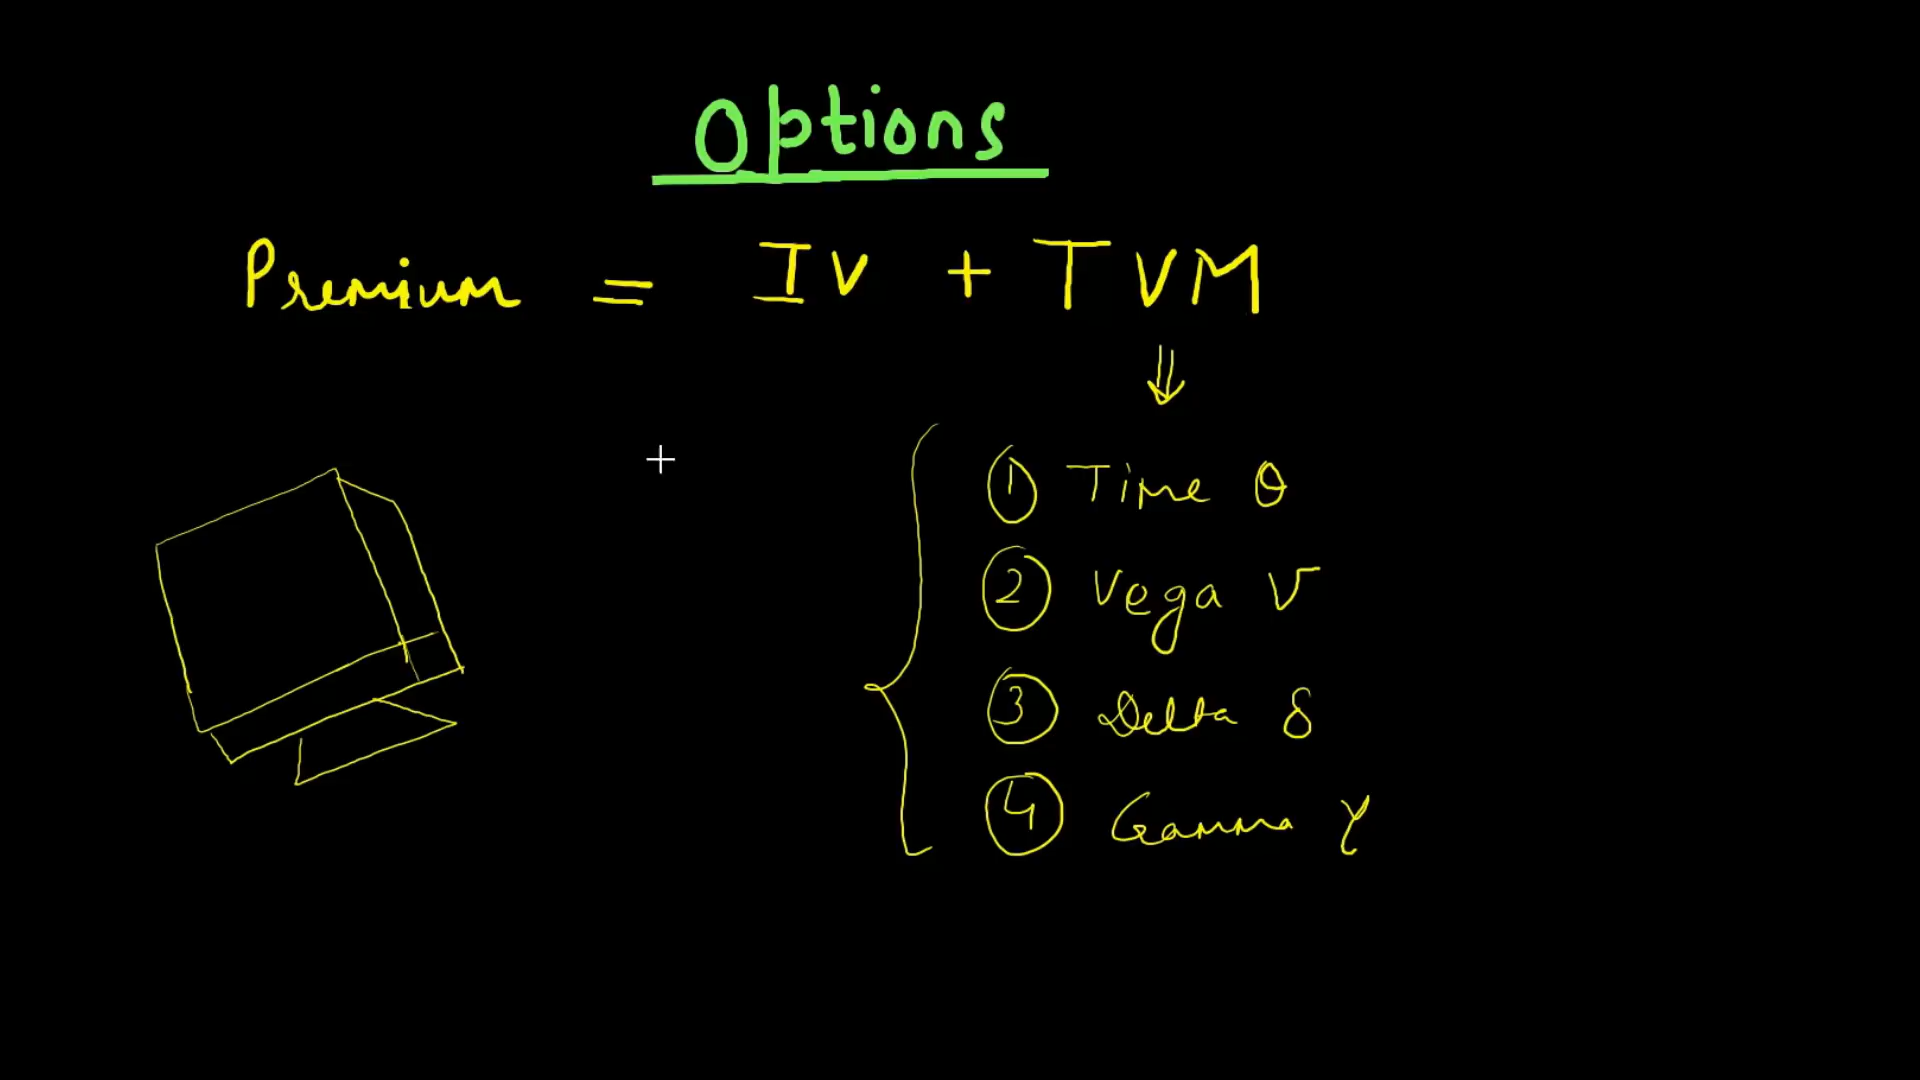 Options
Premium = IV + TVM
⇓
① Time θ
② Vega ν
③ Delta δ
④ Gamma γ